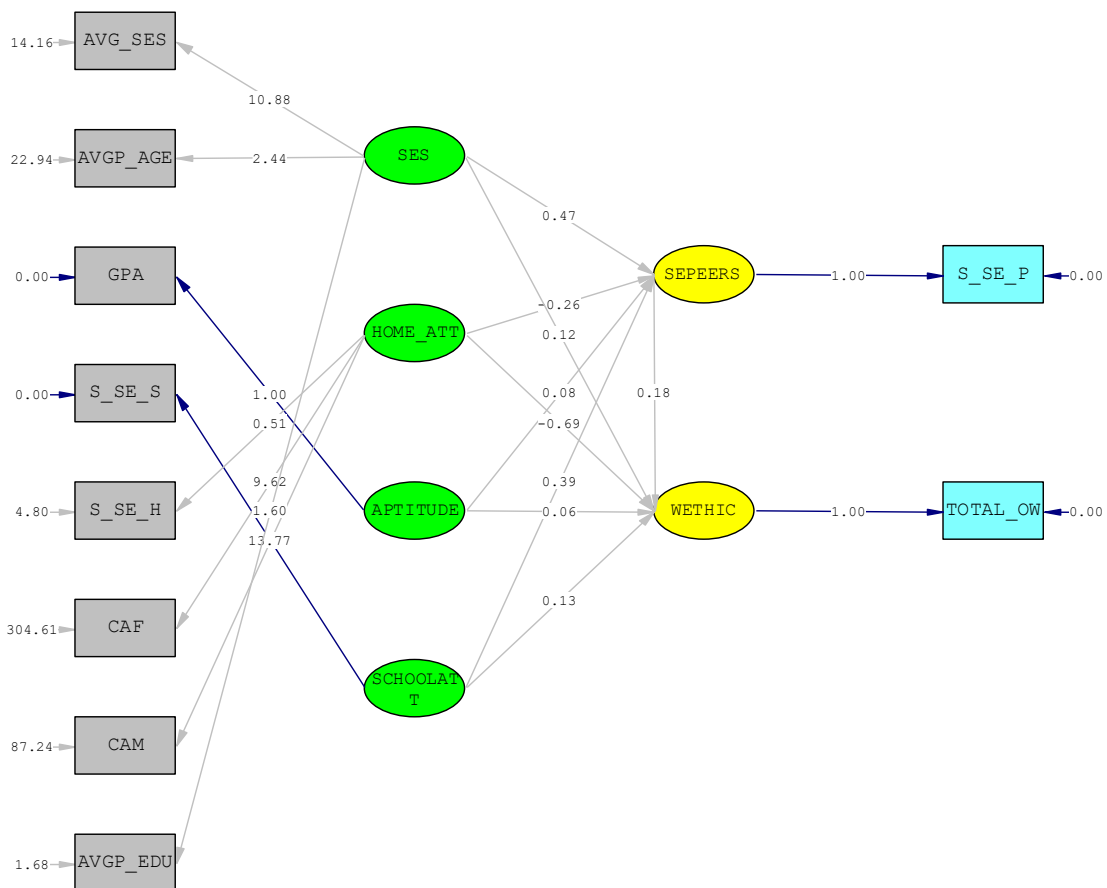 14.16
AVG_SES
10.88
22.94
AVGP_AGE
2.44
SES
0.47
0.00
GPA
SEPEERS
1.00
S_SE_P
0.00
-0.26
HOME_ATT
0.12
0.00
S_SE_S
1.00
0.08
0.18
0.51
-0.69
9.62
0.39
4.80
S_SE_H
1.60
APTITUDE
0.06
WETHIC
1.00
TOTAL_OW
0.00
13.77
0.13
304.61
CAF
SCHOOLAT
T
87.24
CAM
1.68
AVGP_EDU